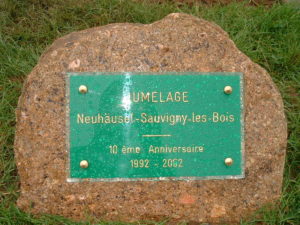 JUMELAGE
Neuhäusel-Sauvigny-les-Bois
10 ème Anniversaire
1992 - 2002